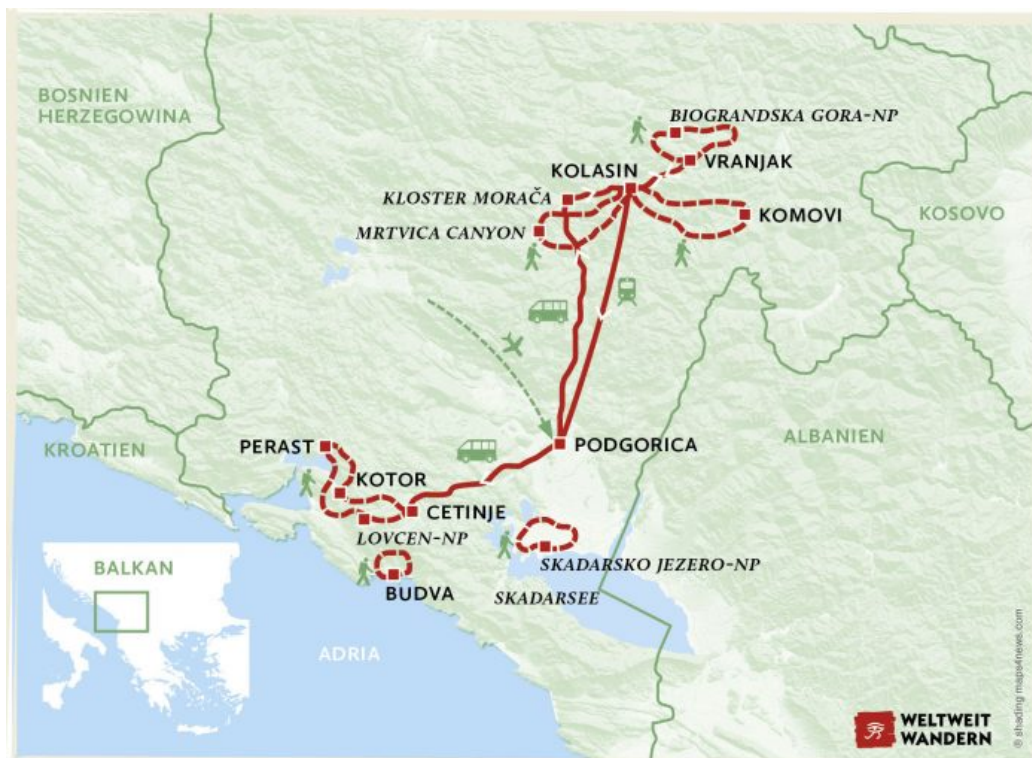 BOSNIEN
HERZEGOWINA
BIOGRANDSKA GORA-NP
VRANJAK
KOLASIN
KLOSTER MORAČA
KOMOVI
KOSOVO
MRTVICA CANYON
KROATIEN
PERAST
PODGORICA
ALBANIEN
KOTOR
CETINJE
LOVCEN-NP
SKADARSKO JEZERO-NP
BALKAN
BUDVA
SKADARSEE
ADRIA
WELTWEIT
WANDERN
© shading maps4news.com